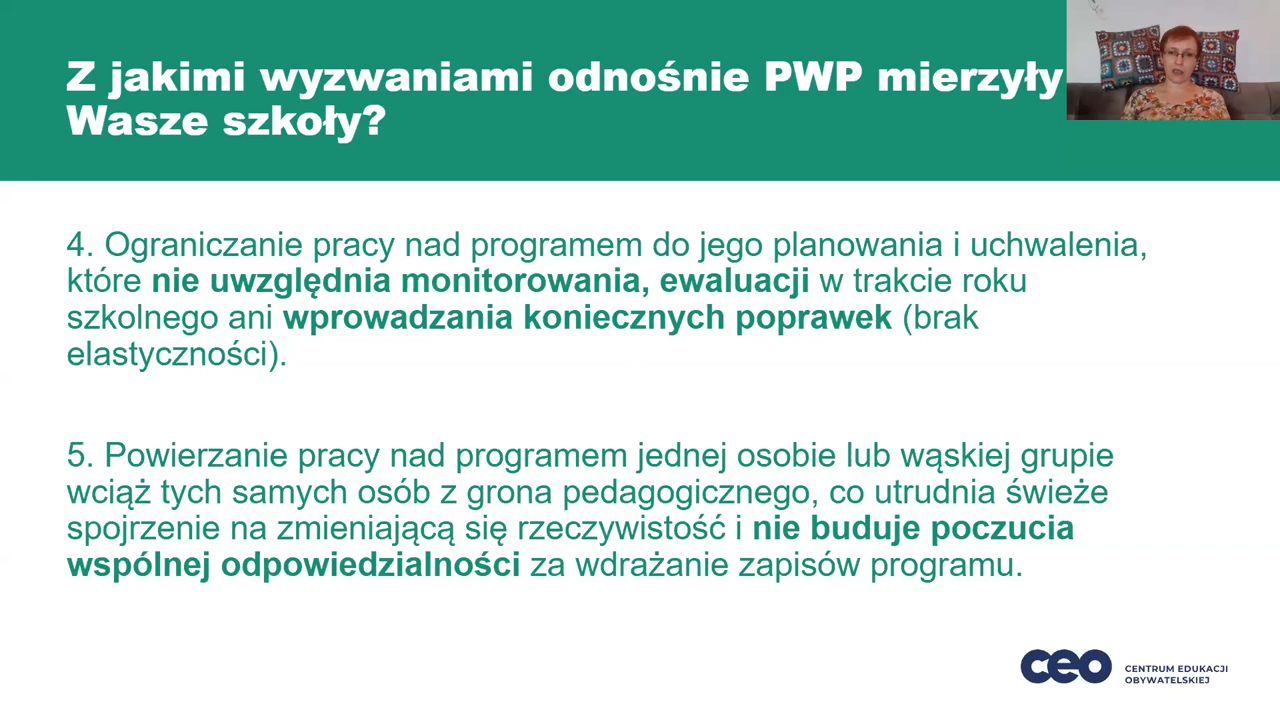 Z jakimi wyzwaniami odnośnie PWP mierzyły
Wasze szkoły?
4. Ograniczanie pracy nad programem do jego planowania i uchwalenia,
które nie uwzględnia monitorowania, ewaluacji w trakcie roku
szkolnego ani wprowadzania koniecznych poprawek (brak
elastyczności).
5. Powierzanie pracy nad programem jednej osobie lub wąskiej grupie
wciąż tych samych osób z grona pedagogicznego, co utrudnia świeże
spojrzenie na zmieniającą się rzeczywistość i nie buduje poczucia
wspólnej odpowiedzialności za wdrażanie zapisów programu.
ceo
CENTRUM EDUKACJI
OBYWATELSKIEJ